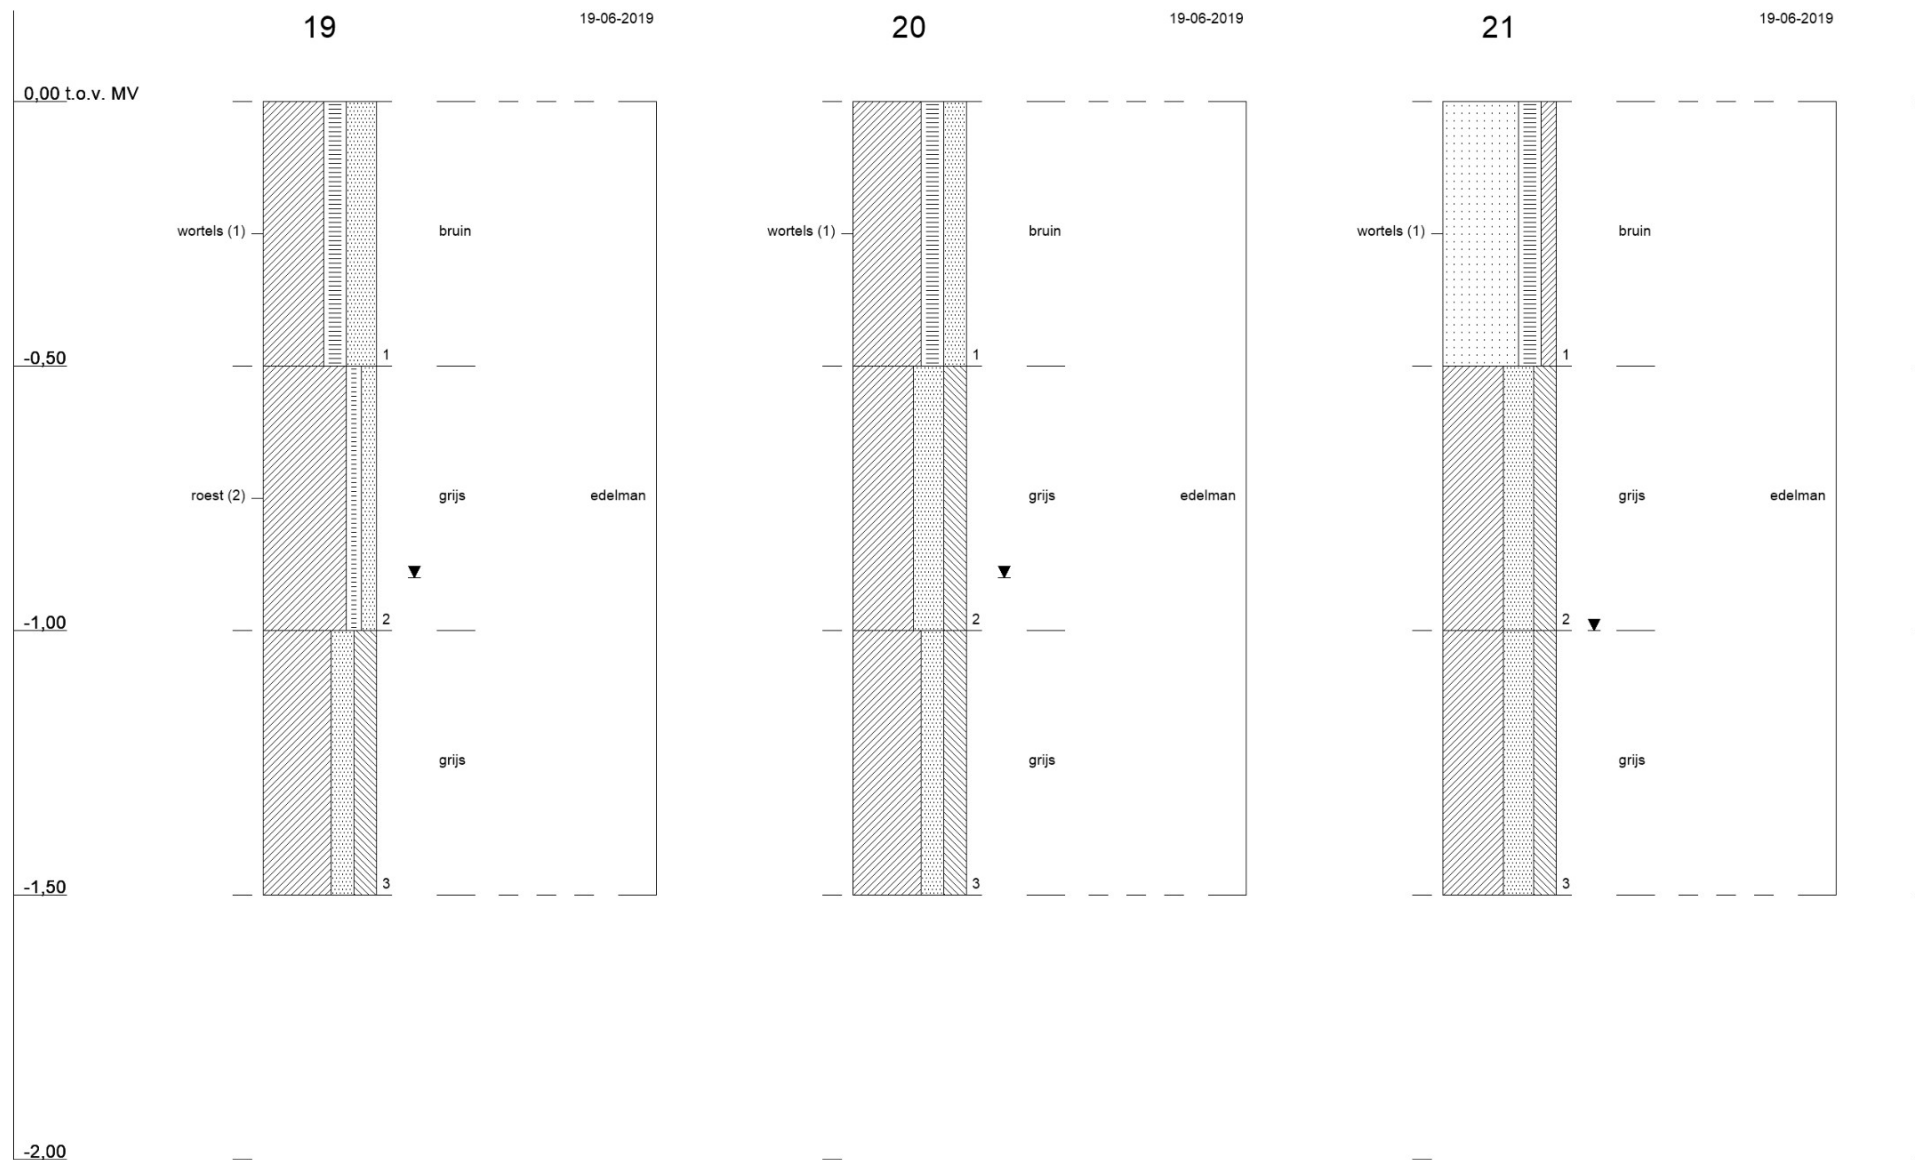 19 19-06-2019 20 19-06-2019 21 19-06-2019
0,00 t.o.v. MV
wortels (1) bruin wortels (1) bruin wortels (1) bruin
-0,50 1 1 1
roest (2) grijs edelman grijs edelman grijs edelman
-1,00 2 2 2
grijs grijs grijs
-1,50 3 3 3
-2,00